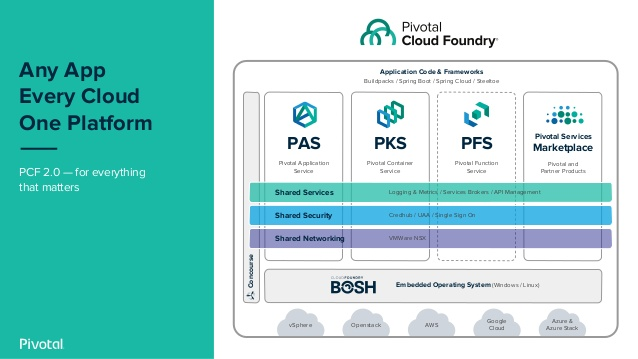 Any App
Every Cloud
One Platform
PCF 2.0 — for everything
that matters
Pivotal
Pivotal
Cloud Foundry
Application Code & Frameworks
Buildpacks / Spring Boot / Spring Cloud / Steeltoe
PAS
Pivotal Application
Service
PKS
Pivotal Container
Service
PFS
Pivotal Function
Service
Pivotal Services
Marketplace
Pivotal and
Partner Products
Shared Services
Logging & Metrics / Services Brokers / API Management
Shared Security
Credhub / UAA / Single Sign On
Shared Networking
VMWare NSX
Concourse
CLOUDFOUNDRY
BOSH
Embedded Operating System (Windows / Linux)
vSphere
Openstack
AWS
Google
Cloud
Azure &
Azure Stack